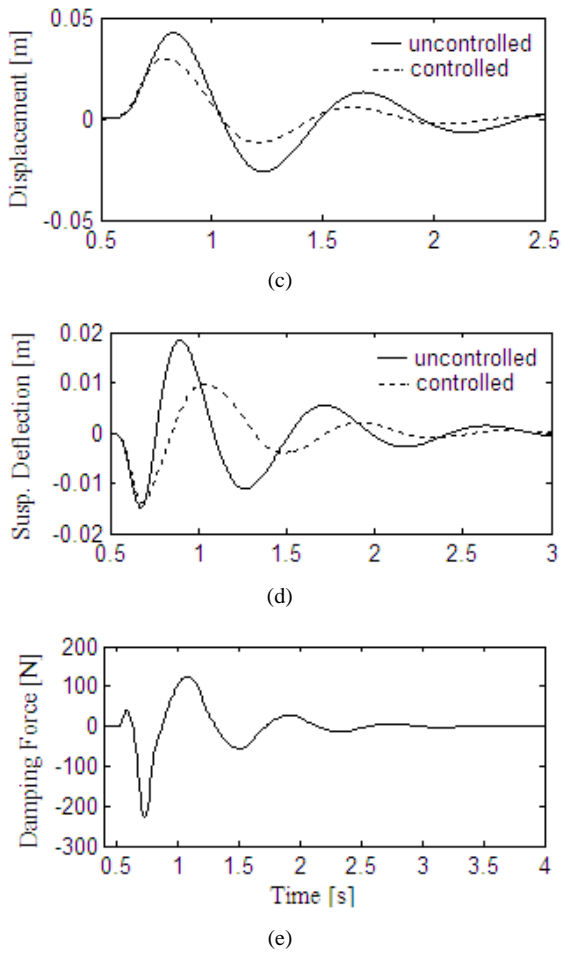 0.05
uncontrolled
controlled
0
-0.05
Displacement [m]
0.5 1 1.5 2 2.5
(c)
0.02
uncontrolled
controlled
0.01
0
-0.01
-0.02
Susp. Deflection [m]
0.5 1 1.5 2 2.5 3
(d)
200
100
0
-100
-200
-300
Damping Force [N]
0.5 1 1.5 2 2.5 3 3.5 4
Time [s]
(e)